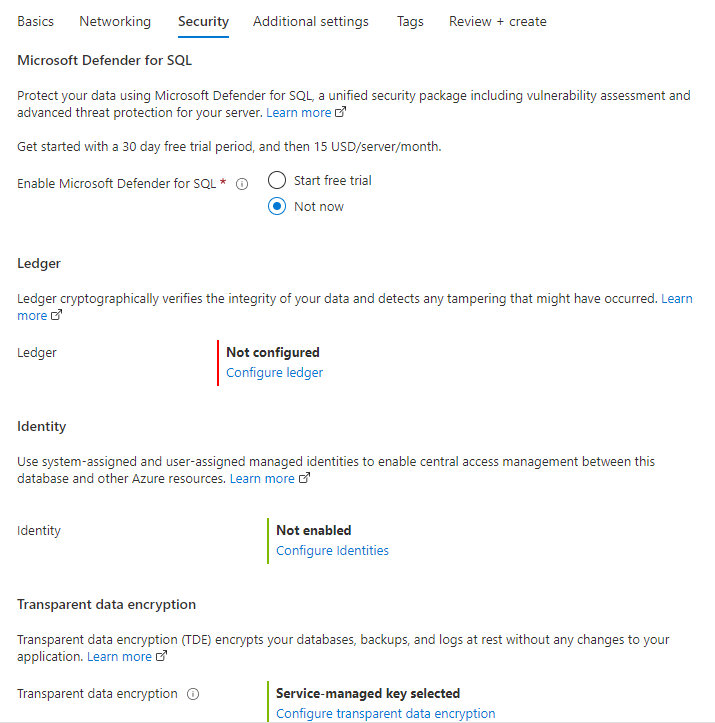 Basics Networking Security Additional settings Tags Review + create
Microsoft Defender for SQL
Protect your data using Microsoft Defender for SQL, a unified security package including vulnerability assessment and
advanced threat protection for your server. Learn more
Get started with a 30 day free trial period, and then 15 USD/server/month.
Enable Microsoft Defender for SQL * Start free trial
Not now
Ledger
Ledger cryptographically verifies the integrity of your data and detects any tampering that might have occurred. Learn
more
Ledger Not configured
Configure ledger
Identity
Use system-assigned and user-assigned managed identities to enable central access management between this
database and other Azure resources. Learn more
Identity Not enabled
Configure Identities
Transparent data encryption
Transparent data encryption (TDE) encrypts your databases, backups, and logs at rest without any changes to your
application. Learn more
Transparent data encryption Service-managed key selected
Configure transparent data encryption